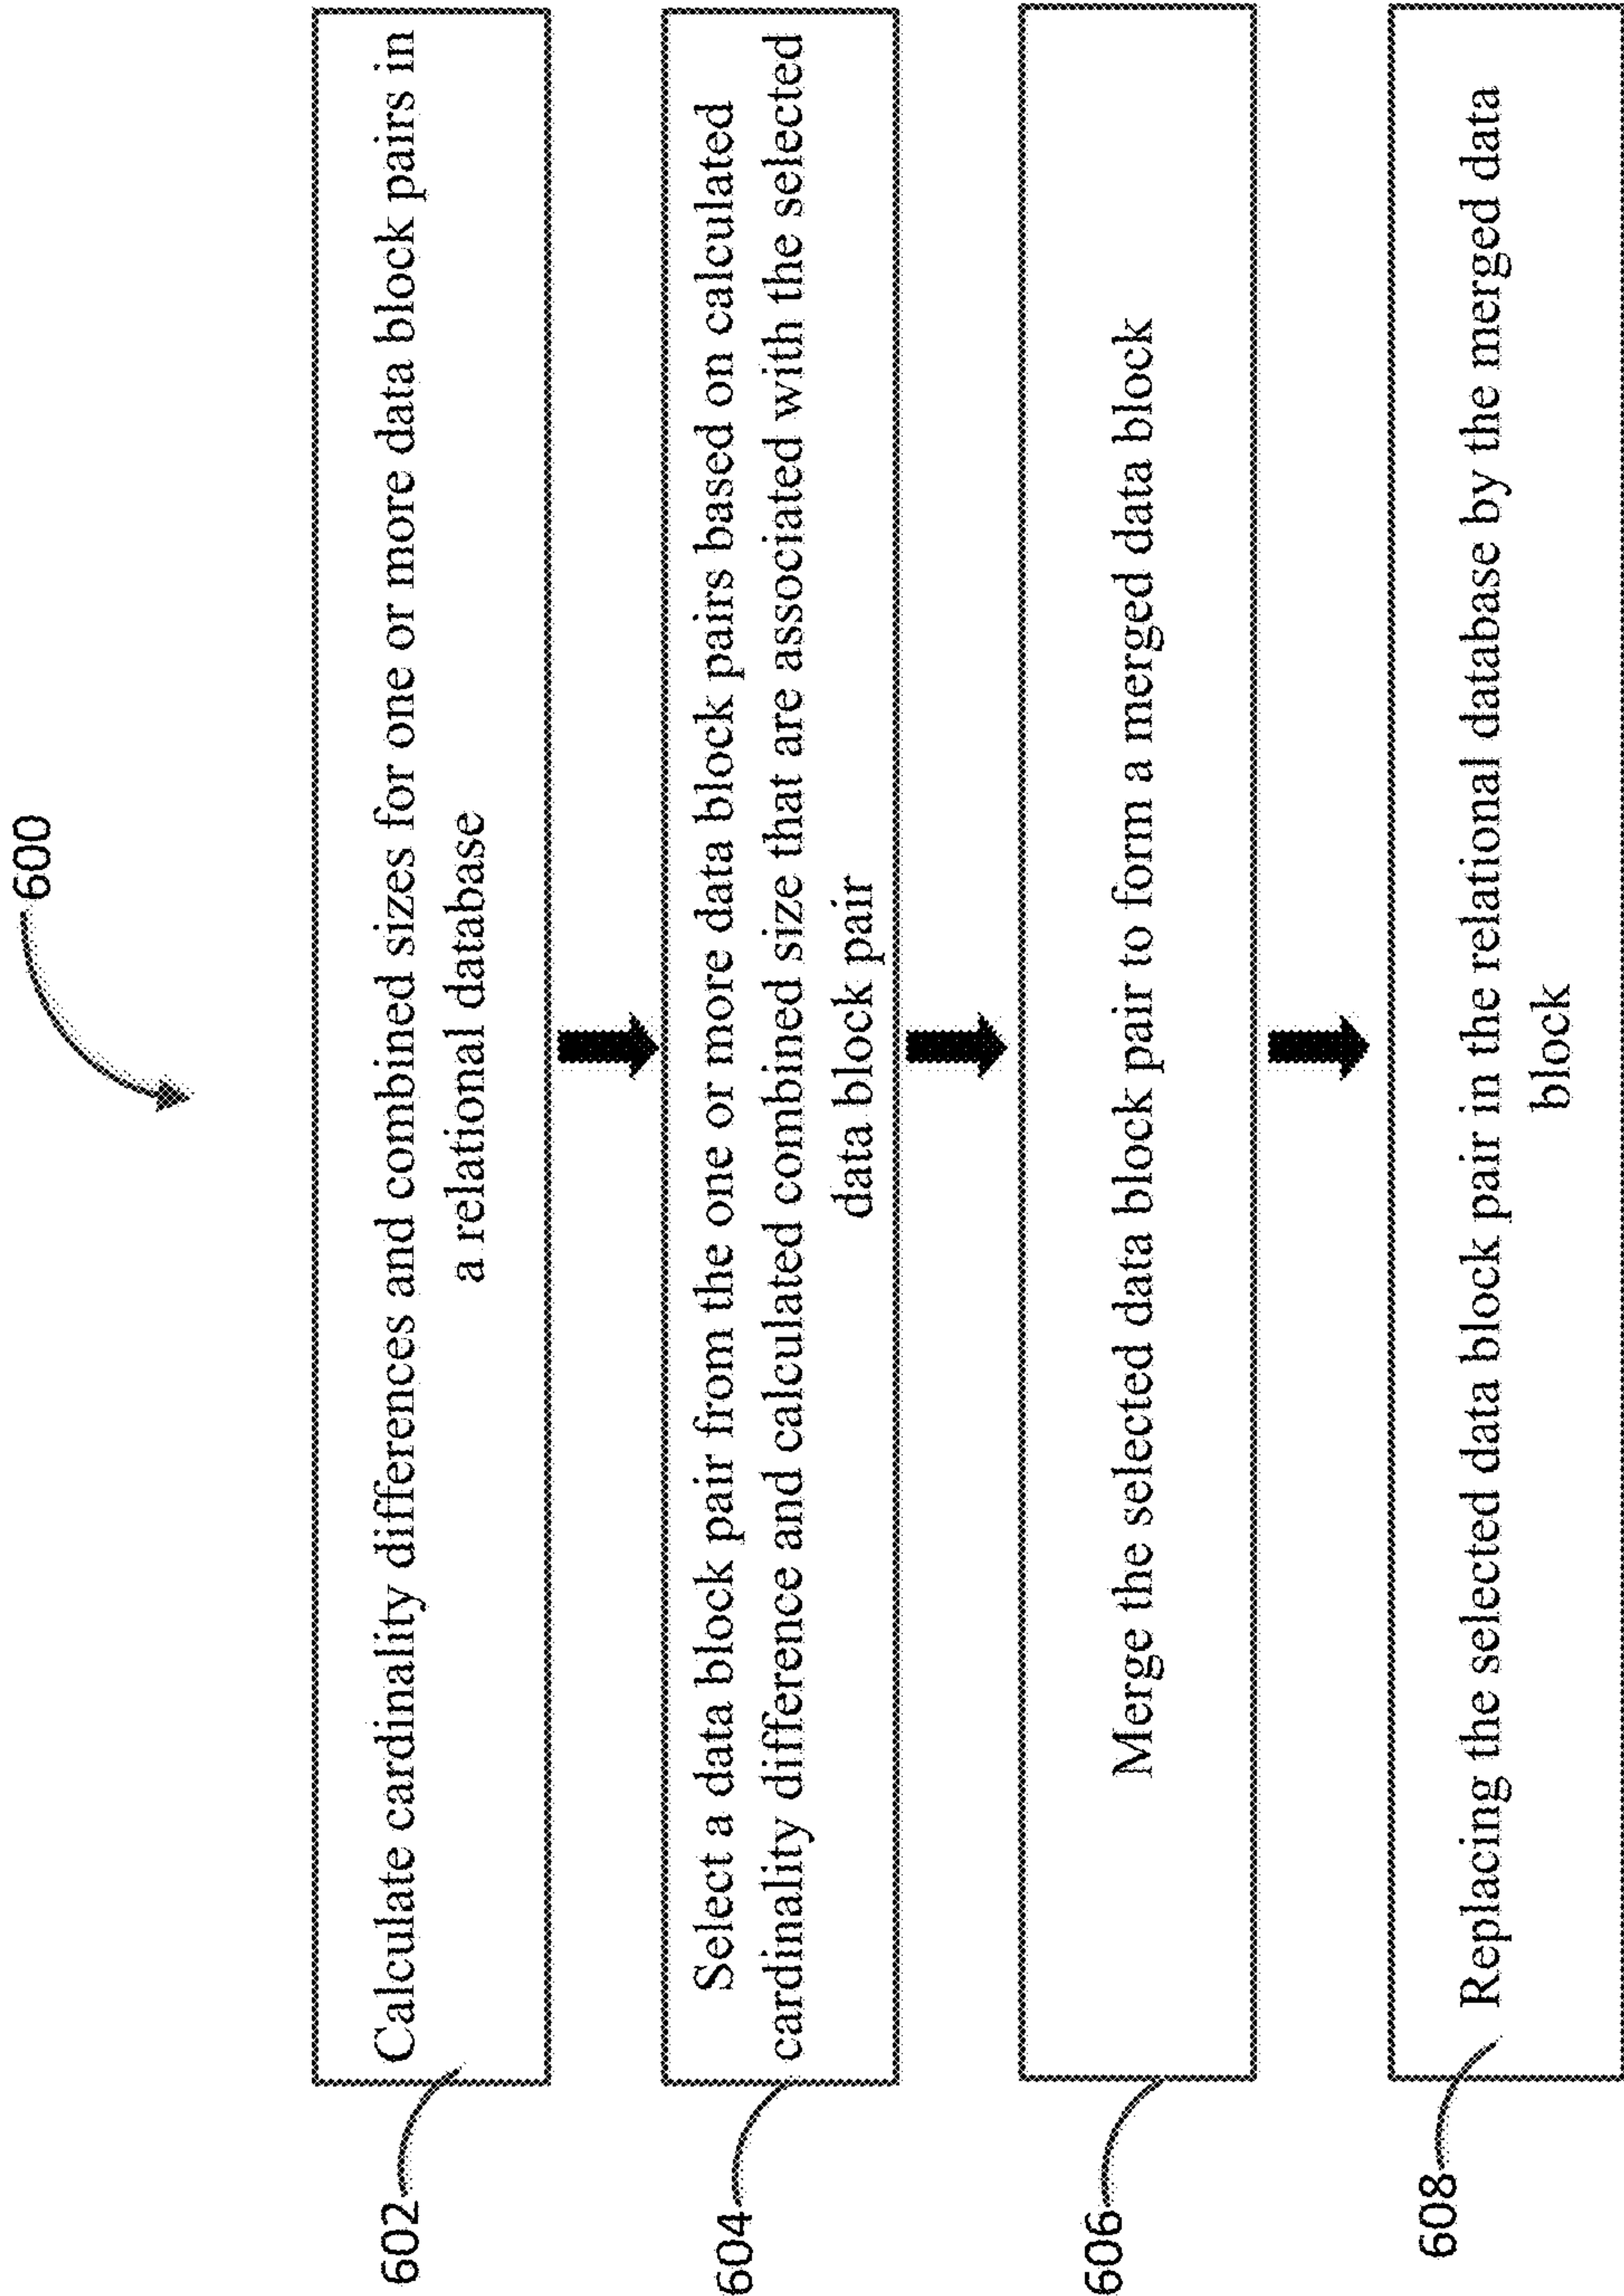 600
602
Calculate cardinality differences and combined sizes for one or more data block pairs in
a relational database
604
Select a data block pair from the one or more data block pairs based on calculated
cardinality difference and calculated combined size that are associated with the selected
data block pair
606
Merge the selected data block pair to form a merged data block
608
Replacing the selected data block pair in the relational database by the merged data
block